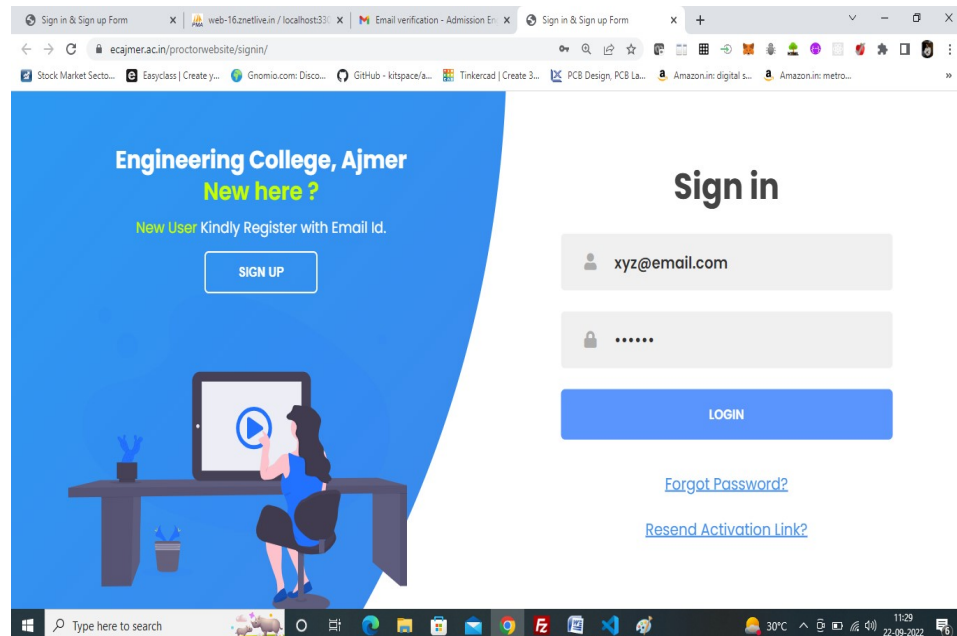 Sign in & Sign up Form
web-16.znetlive.in / localhost:330
Email verification - Admission En
Sign in & Sign up Form
ecajmer.ac.in/proctorwebsite/signin/
Stock Market Secto...
Easyclass | Create y...
Gnomio.com: Disco...
GitHub - kitspace/a...
Tinkercad | Create 3...
PCB Design, PCB La...
Amazon.in: digital s...
Amazon.in: metro...
Engineering College, Ajmer
New here ?
New User Kindly Register with Email Id.
SIGN UP
Sign in
xyz@email.com
••••••
LOGIN
Forgot Password?
Resend Activation Link?
Type here to search
30°C
11:29
22-09-2022
6